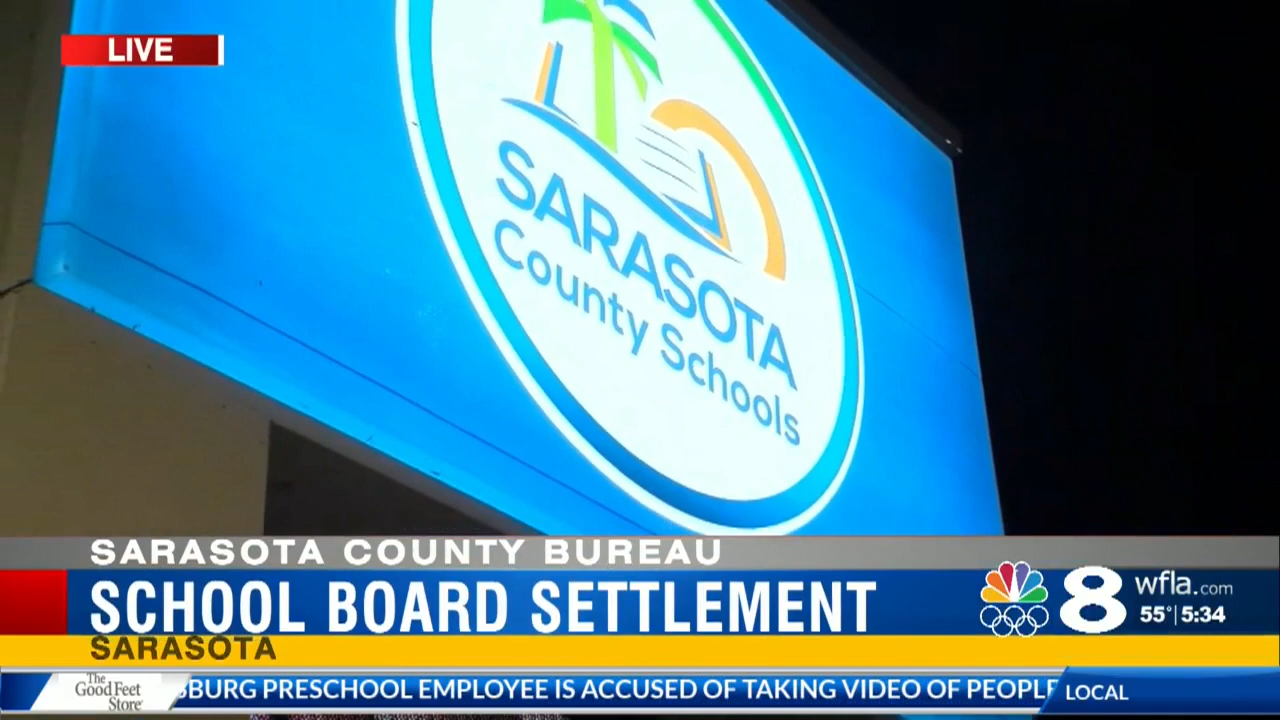 LIVE
SARASOTA
County Schools
SARASOTA COUNTY BUREAU
SCHOOL BOARD SETTLEMENT
SARASOTA
8
wfla.com
55° 5:34
The
Good Feet
Store
SBURG PRESCHOOL EMPLOYEE IS ACCUSED OF TAKING VIDEO OF PEOPLE
LOCAL